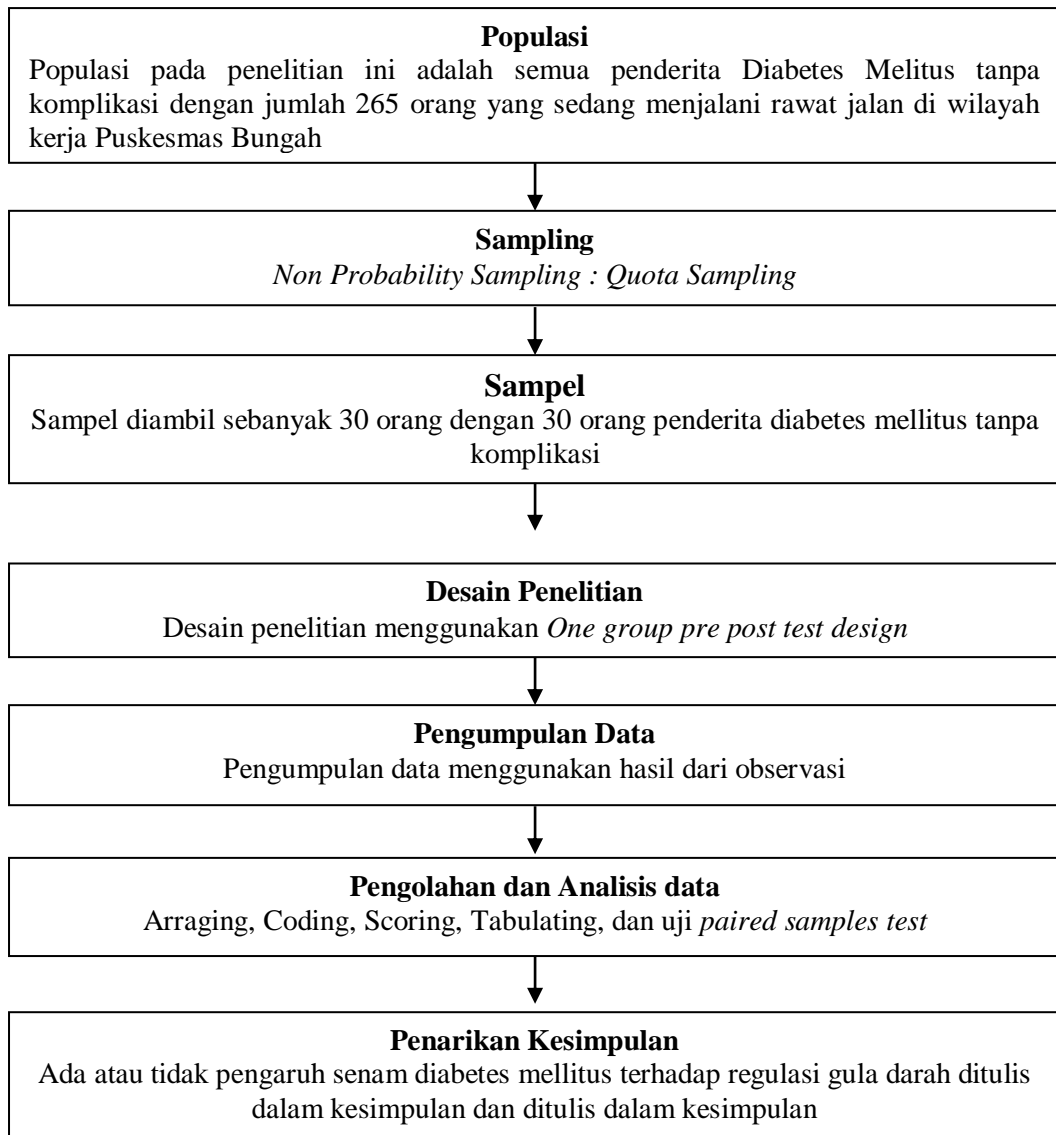 Populasi
Populasi pada penelitian ini adalah semua penderita Diabetes Melitus tanpa
komplikasi dengan jumlah 265 orang yang sedang menjalani rawat jalan di wilayah
kerja Puskesmas Bungah
Sampling
Non Probability Sampling : Quota Sampling
Sampel
Sampel diambil sebanyak 30 orang dengan 30 orang penderita diabetes mellitus tanpa
komplikasi
Desain Penelitian
Desain penelitian menggunakan One group pre post test design
Pengumpulan Data
Pengumpulan data menggunakan hasil dari observasi
Pengolahan dan Analisis data
Arraging, Coding, Scoring, Tabulating, dan uji paired samples test
Penarikan Kesimpulan
Ada atau tidak pengaruh senam diabetes mellitus terhadap regulasi gula darah ditulis
dalam kesimpulan dan ditulis dalam kesimpulan